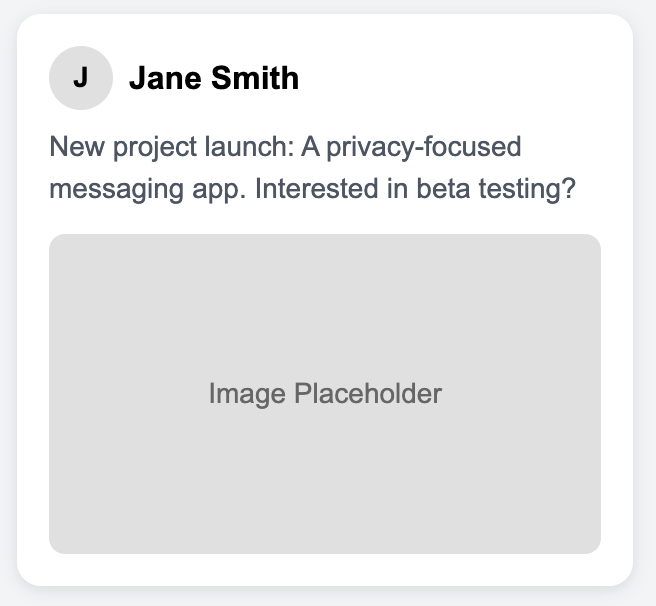 J
Jane Smith
New project launch: A privacy-focused
messaging app. Interested in beta testing?
Image Placeholder